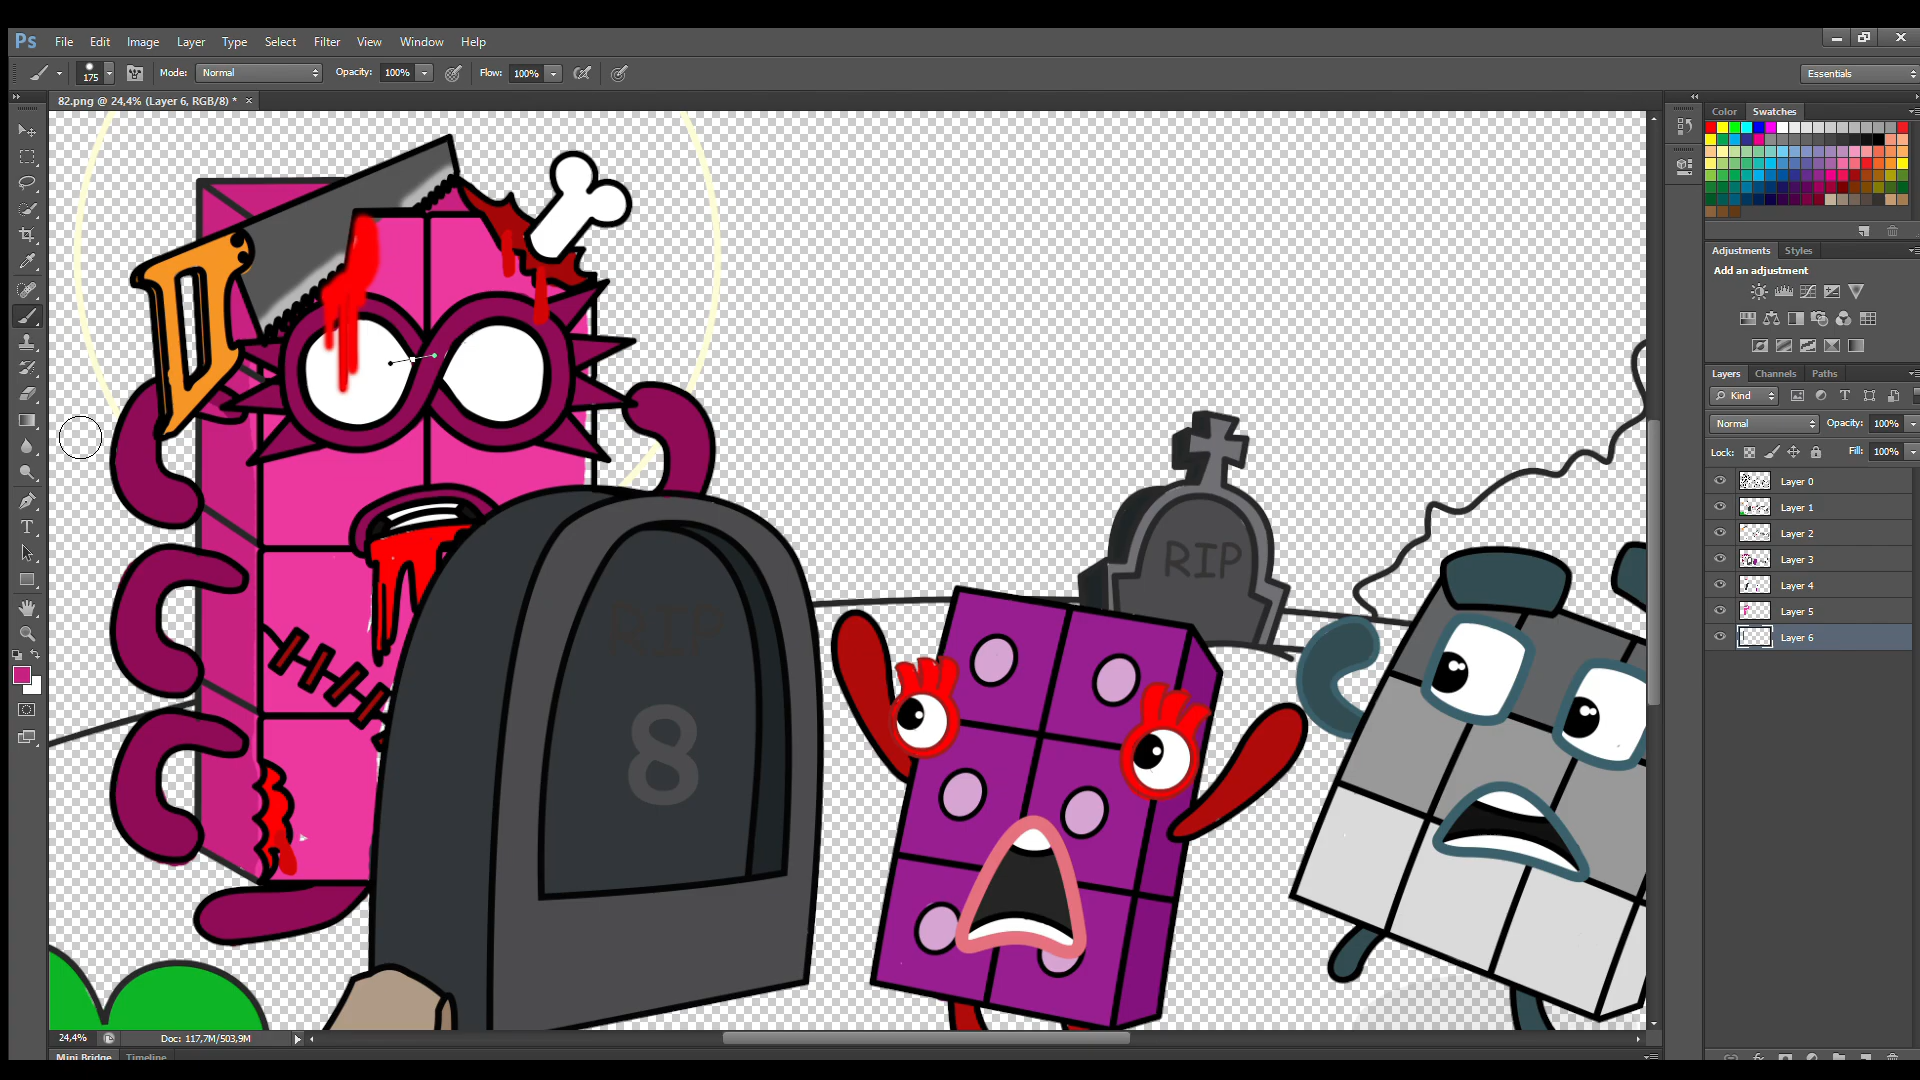 Ps File Edit Image Layer Type Select Filter View Window Help
175 Mode: Normal Opacity: 100% Flow: 100% Essentials
82.png @ 24,4% (Layer 6, RGB/8) * ×
Color Swatches
Adjustments Styles
Add an adjustment
Layers Channels Paths
Kind
Normal Opacity: 100%
Lock: Fill: 100%
Layer 0
Layer 1
Layer 2
Layer 3
Layer 4
Layer 5
Layer 6
RIP
RIP
8
24,4% Doc: 117,7M/503,9M
Mini Bridge Timeline